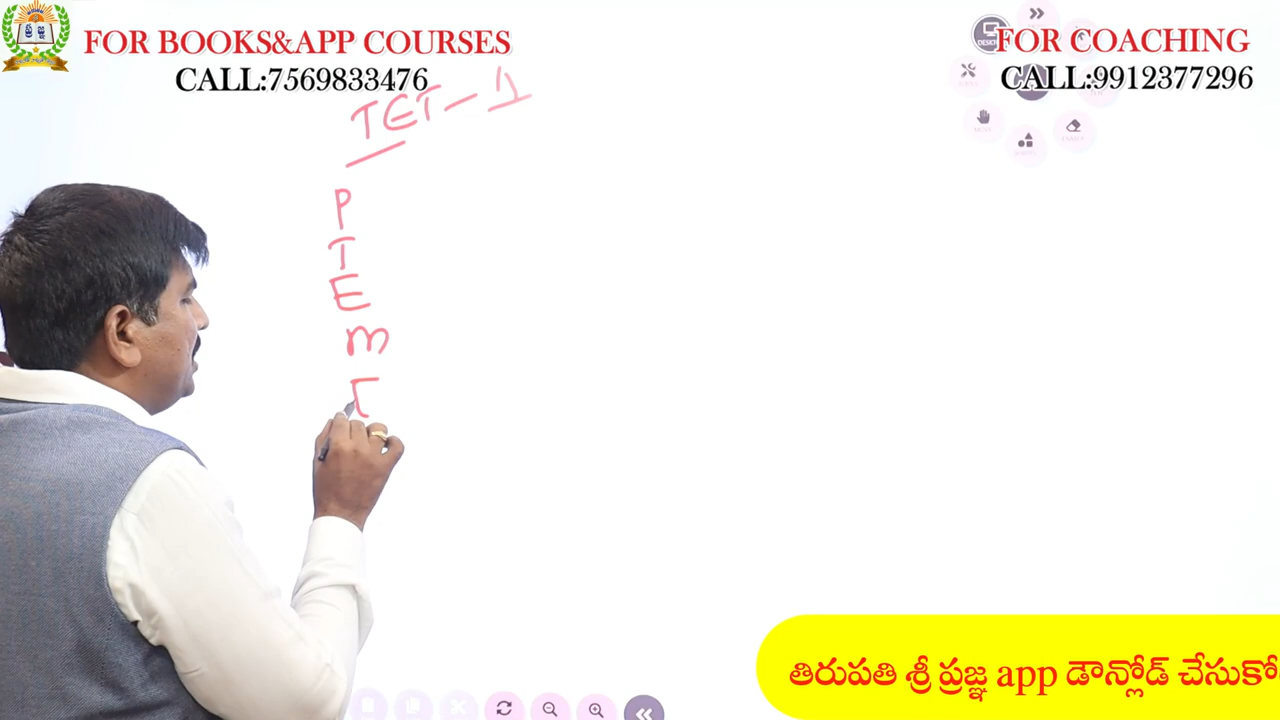 FOR BOOKS&APP COURSES
CALL:7569833476
FOR COACHING
CALL:9912377296
TET-1
P
T
E
m
తిరుపతి శ్రీ ప్రజ్ఞ app డౌన్లోడ్ చేసుకో